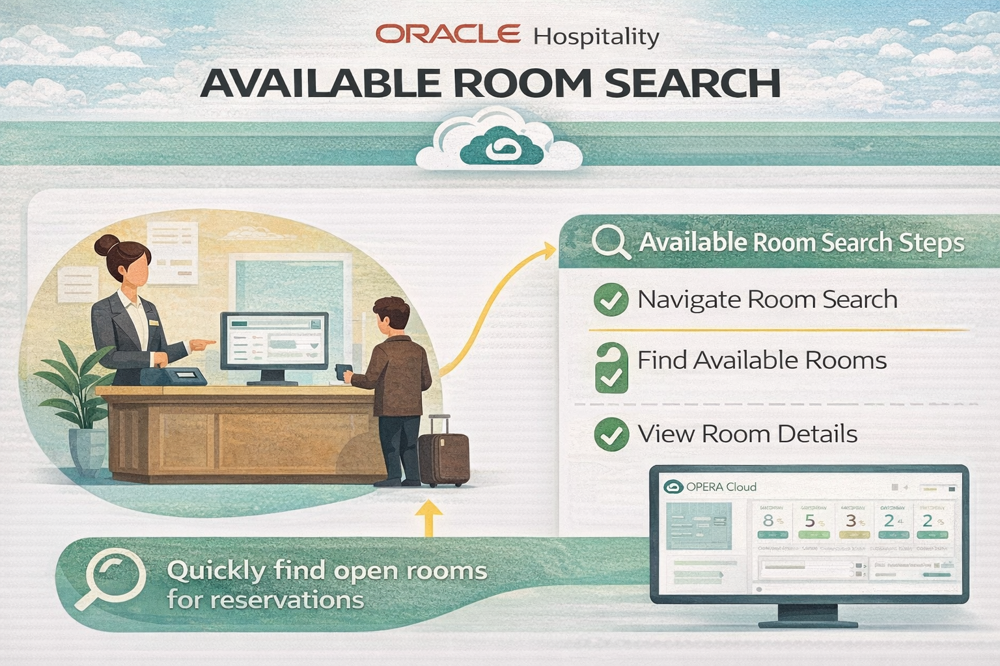 ORACLE Hospitality
AVAILABLE ROOM SEARCH
Available Room Search Steps
Navigate Room Search
Find Available Rooms
View Room Details
OPERA Cloud
8
5
3
2
2
Quickly find open rooms
for reservations